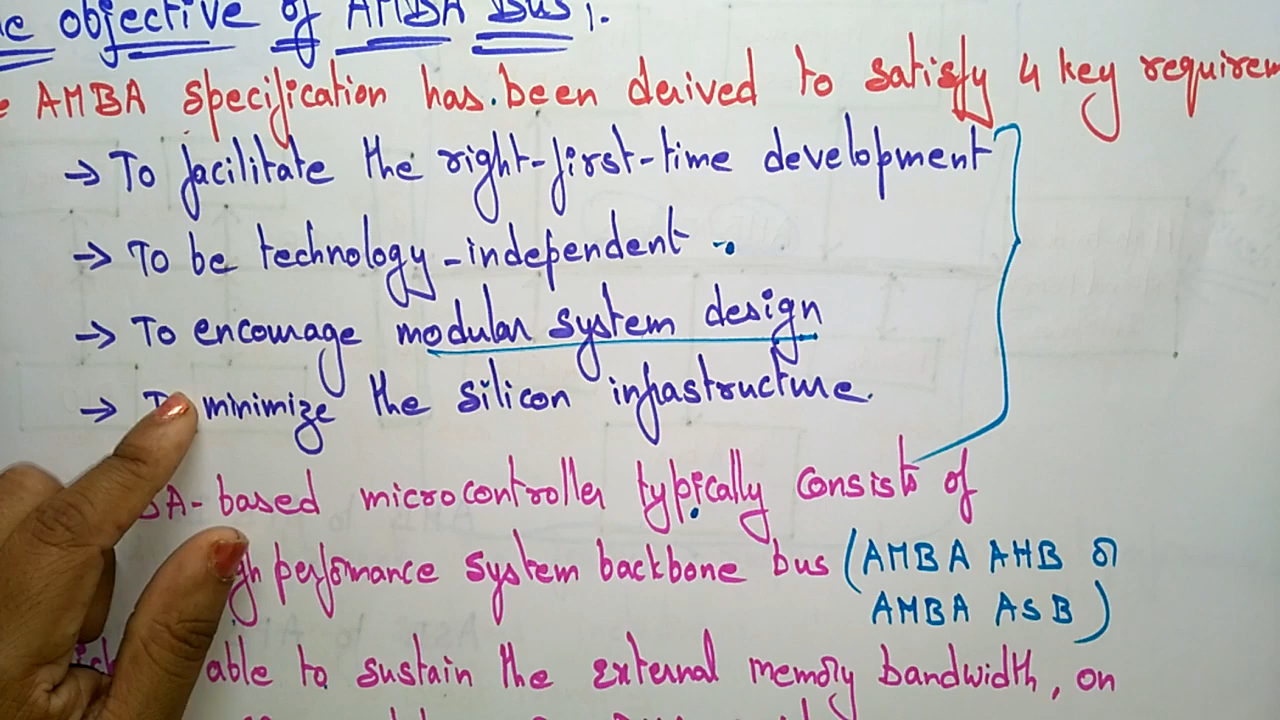 objective of AMBA Bus :-
AMBA specification has been derived to satisfy 4 key
→ To facilitate the right-first-time development
→ To be technology-independent
→ To encourage modular system design
→ To minimize the silicon infrastructure.
-based microcontroller typically consists of
performance system backbone bus (AMBA AHB or
AMBA ASB)
able to sustain the external memory bandwidth, on